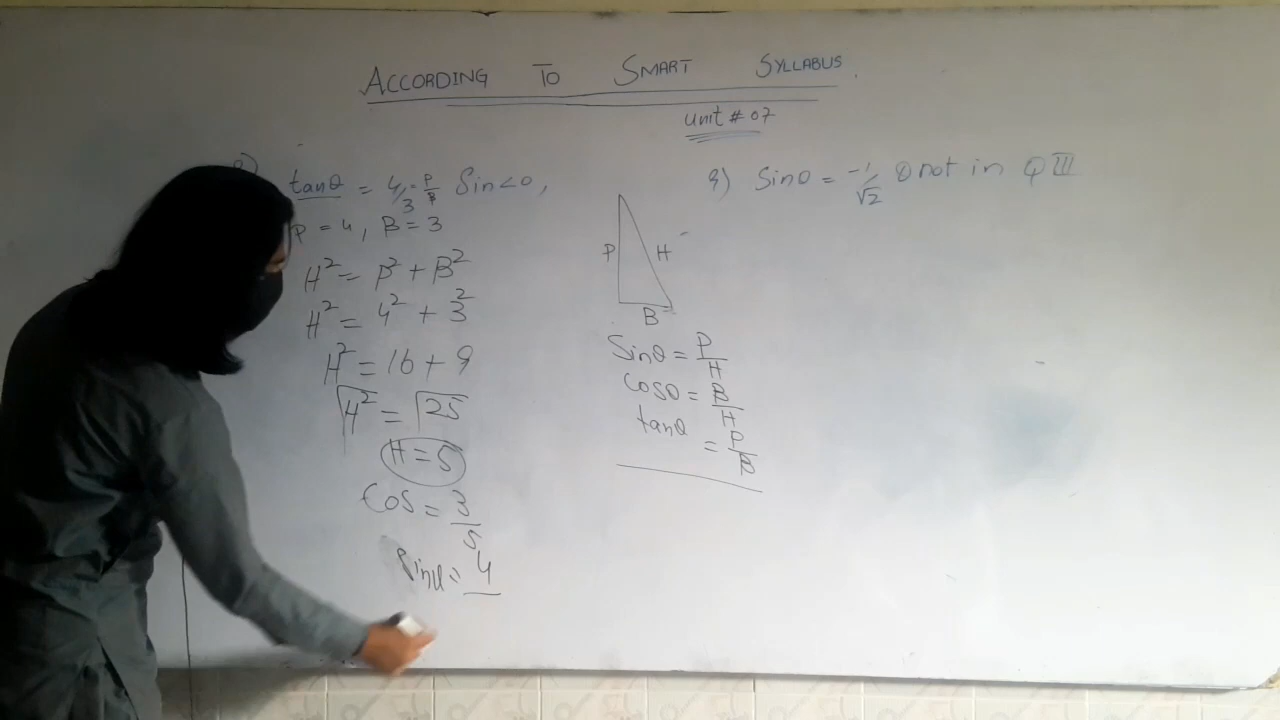 ACCORDING TO SMART SYLLABUS.
Unit # 07
tanθ = 4/3 = P/B Sin<0,
P = 4, B = 3
H² = P² + B²
H² = 4² + 3²
H² = 16 + 9
√H² = √25
H = 5
Cos = 3/5
Sinθ = 4
P H
B
Sinθ = P/H
Cosθ = B/H
tanθ = P/B
9) Sinθ = -1/√2 θ not in Q III